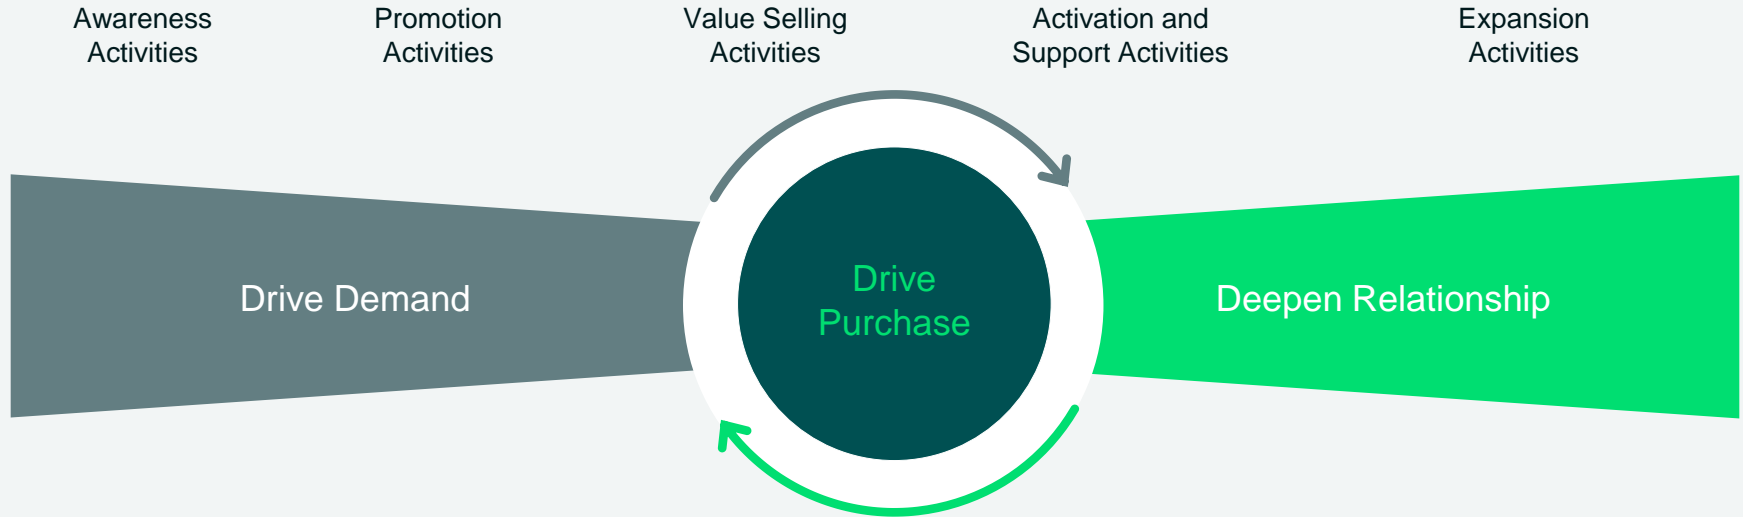 Awareness
Activities
Promotion
Activities
Value Selling
Activities
Activation and
Support Activities
Expansion
Activities
Drive Demand
Drive
Purchase
Deepen Relationship